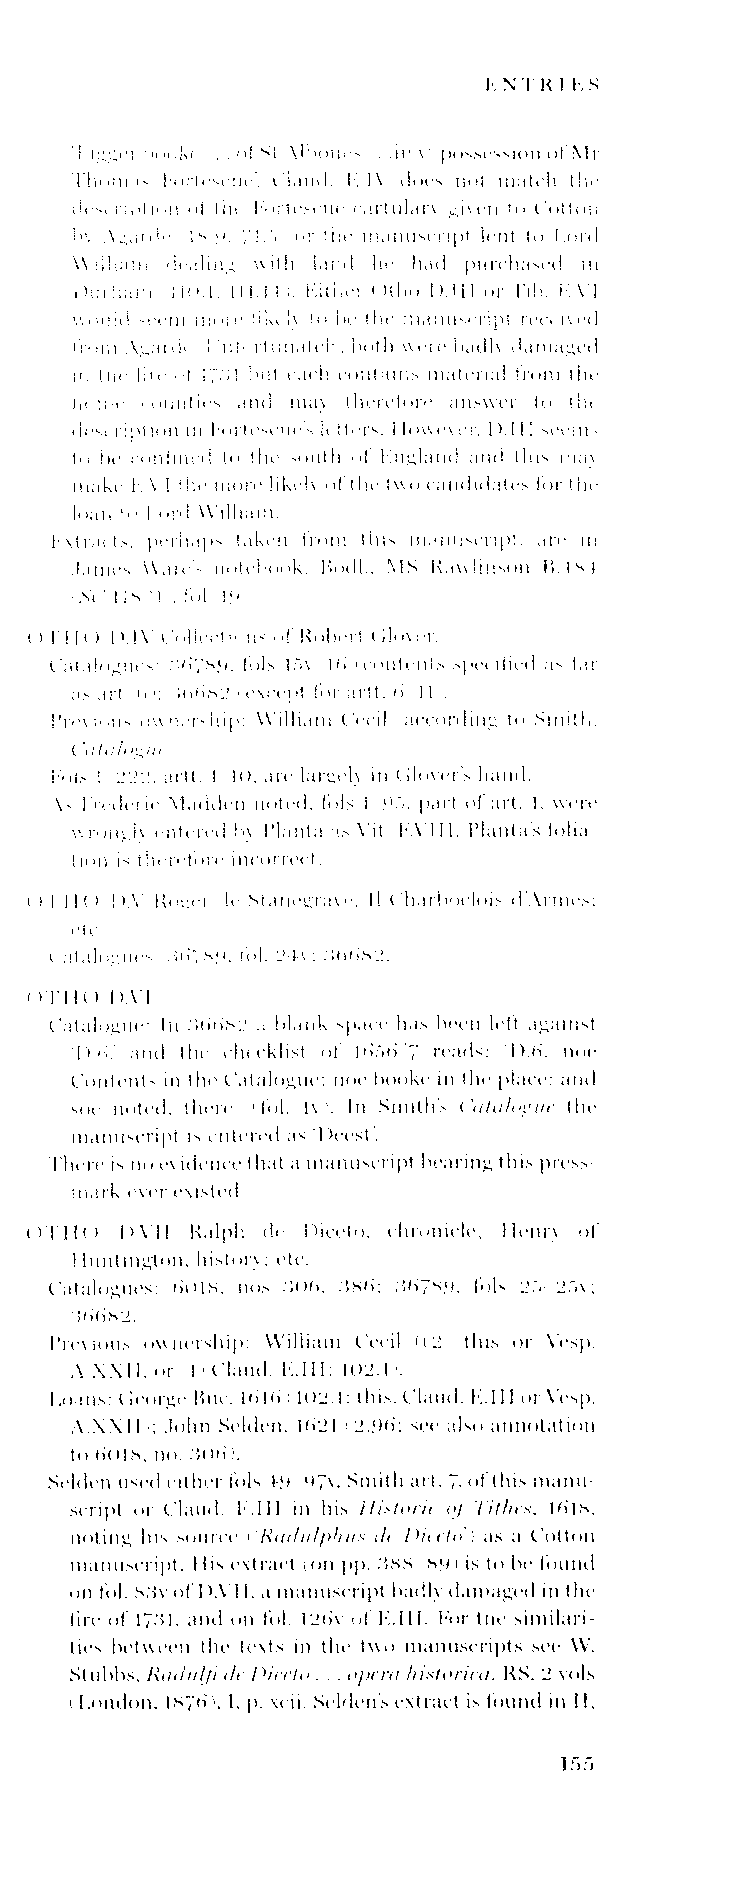 ENTRIES
of St Albones . . . in yᵉ possession of Mr
Thomas Fortescue'. Claud. E.IV does not match the
description of the Fortescue cartulary given to Cotton
by Agarde (48.9, 71.5) or the manuscript lent to Lord
William dealing with land he had purchased in
Durham (119.1, 111.14). Either Otho D.III or Tib. E.VI
would seem more likely to be the manuscript received
from Agarde. Unfortunately, both were badly damaged
in the fire of 1731 but each contains material from the
home counties and may therefore answer to the
description in Fortescue's letters. However, D.III seems
to be confined to the south of England and thus may
make E.VI the more likely of the two candidates for the
loan to Lord William.
Extracts, perhaps taken from this manuscript, are in
James Ware's notebook, Bodl., MS Rawlinson B.484
fol. 49
OTHO D.IV Collections of Robert Glover.
Catalogues: 36789, fols 15v–16 (contents specified as far
as art. 10); 36682 (except for artt. 6–11).
Previous ownership: William Cecil (according to Smith,
Catalogue
Fols 1–222, artt. 1–10, are largely in Glover's hand.
As Frederic Madden noted, fols 1–95, part of art. 1, were
wrongly entered by Planta as Vit. F.VIII. Planta's folia-
tion is therefore incorrect.
OTHO D.V Roger de Stanegrave, Il Charboclois d'Armes;
etc.
Catalogues: 36789, fol. 24v; 36682.
OTHO D.VI
Catalogue: In 36682 a blank space has been left against
'D.6.' and the checklist of 1656/7 reads: 'D.6. noe
Contents in the Catalogue; noe booke in the place: and
soe noted, there' (fol. 4v). In Smith's Catalogue the
manuscript is entered as 'Deest'.
There is no evidence that a manuscript bearing this press-
mark ever existed.
OTHO D.VII Ralph de Diceto, chronicle, Henry of
Huntington, history; etc.
Catalogues: 6018, nos 306, 386; 36789, fols 25–25v;
36682.
Previous ownership: William Cecil (12: this or Vesp.
A.XXII, or 41 Claud. E.III; 102.1).
Loans: George Buc, 1616 (102.1: this, Claud. E.III or Vesp.
A.XXII); John Selden, 1621 (2.96; see also annotation
to 6018, no. 306).
Selden used either fols 49–97v, Smith art. 7, of this manu-
script or Claud. E.III in his Historie of Tithes, 1618,
noting his source ('Radulphus de Diceto') as a Cotton
manuscript. His extract (on pp. 388–89) is to be found
on fol. 83v of D.VII, a manuscript badly damaged in the
fire of 1731, and on fol. 126v of E.III. For the similari-
ties between the texts in the two manuscripts see W.
Stubbs, Radulfi de Diceto . . . opera historica, RS, 2 vols
(London, 1876), I, p. xcii. Selden's extract is found in II,
155